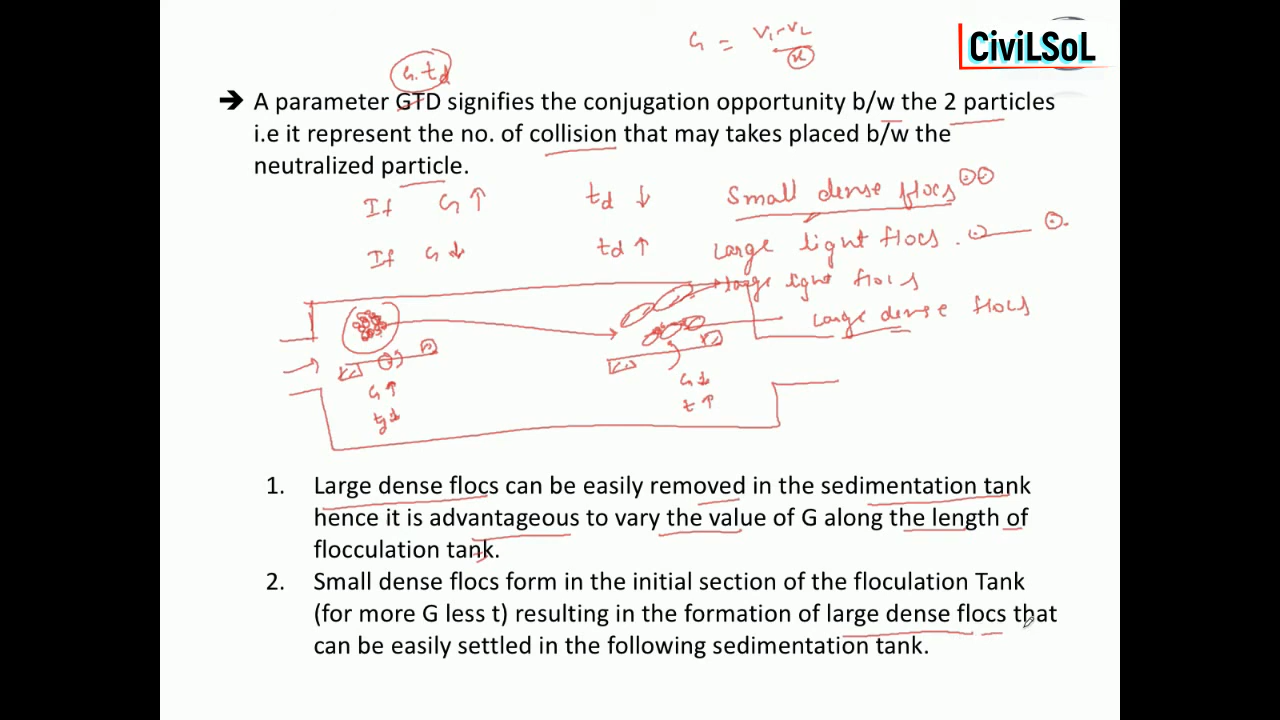 G = V1-V2
x
CiViLSoL
G.td
➔ A parameter GTD signifies the conjugation opportunity b/w the 2 particles
i.e it represent the no. of collision that may takes placed b/w the
neutralized particle.
If G↑ td ↓ Small dense flocs
If G↓ td ↑ Large light flocs.
large light flocs
Large dense flocs
G↑
td↓
G↓
t ↑
1. Large dense flocs can be easily removed in the sedimentation tank
hence it is advantageous to vary the value of G along the length of
flocculation tank.
2. Small dense flocs form in the initial section of the floculation Tank
(for more G less t) resulting in the formation of large dense flocs that
can be easily settled in the following sedimentation tank.